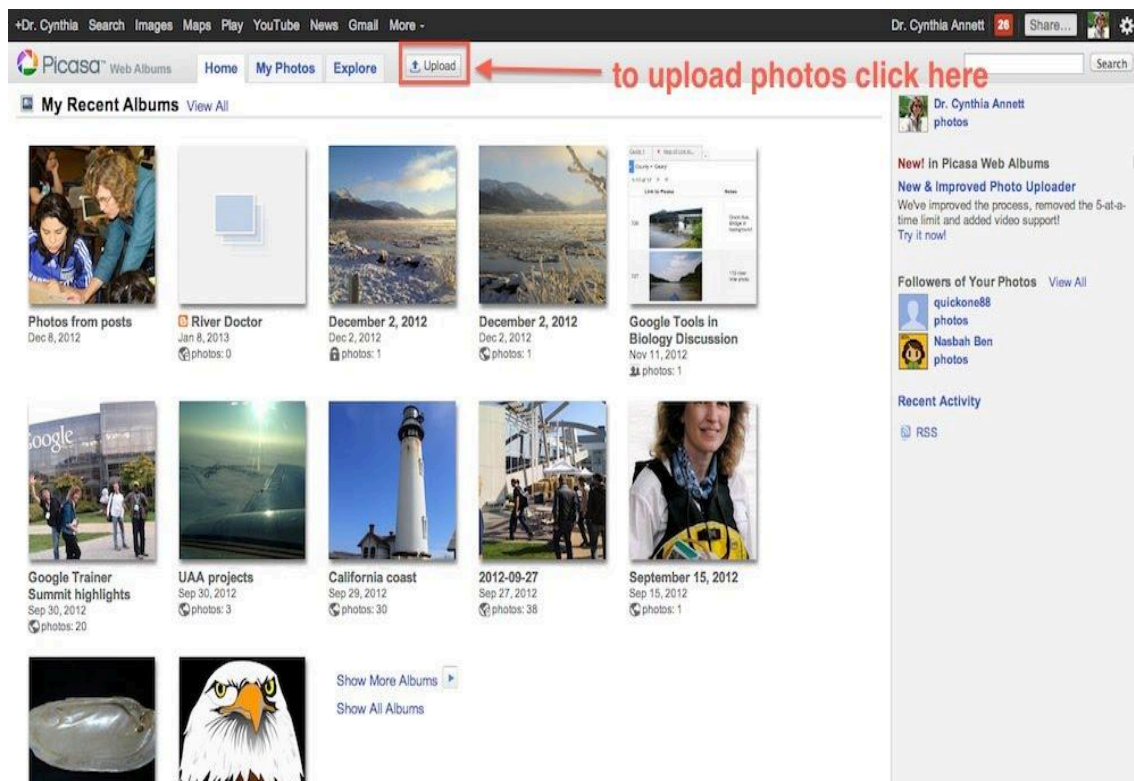 +Dr. Cynthia Search Images Maps Play YouTube News Gmail More
Dr. Cynthia Annett 26 Share...
Picasa™ Web Albums Home My Photos Explore Upload
to upload photos click here
Search
My Recent Albums View All
Photos from posts
Dec 8, 2012
River Doctor
Jan 8, 2013
photos: 0
December 2, 2012
Dec 2, 2012
photos: 1
December 2, 2012
Dec 2, 2012
photos: 1
Link to Picasa
Notes
Google Tools in
Biology Discussion
Nov 11, 2012
photos: 1
Google
Google Trainer
Summit highlights
Sep 30, 2012
photos: 20
UAA projects
Sep 30, 2012
photos: 3
California coast
Sep 29, 2012
photos: 30
2012-09-27
Sep 27, 2012
photos: 38
September 15, 2012
Sep 15, 2012
photos: 1
Show More Albums
Show All Albums
Dr. Cynthia Annett
photos
New! in Picasa Web Albums
New & Improved Photo Uploader
We've improved the process, removed the 5-at-a-
time limit and added video support!
Try it now!
Followers of Your Photos View All
quickone88
photos
Nasbah Ben
photos
Recent Activity
RSS